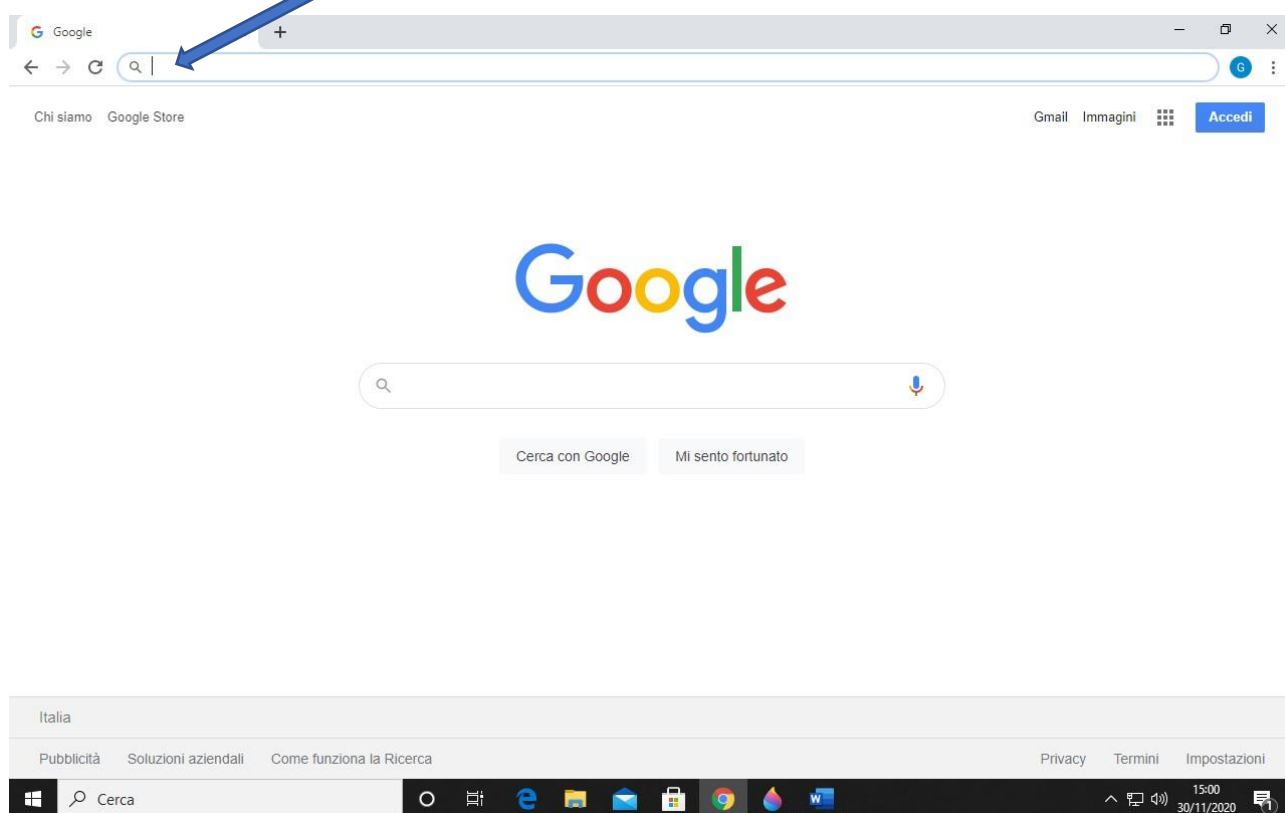 G Google
G
Chi siamo Google Store
Gmail Immagini Accedi
Google
Cerca con Google Mi sento fortunato
Italia
Pubblicità Soluzioni aziendali Come funziona la Ricerca
Privacy Termini Impostazioni
Cerca
W
15:00
30/11/2020
1